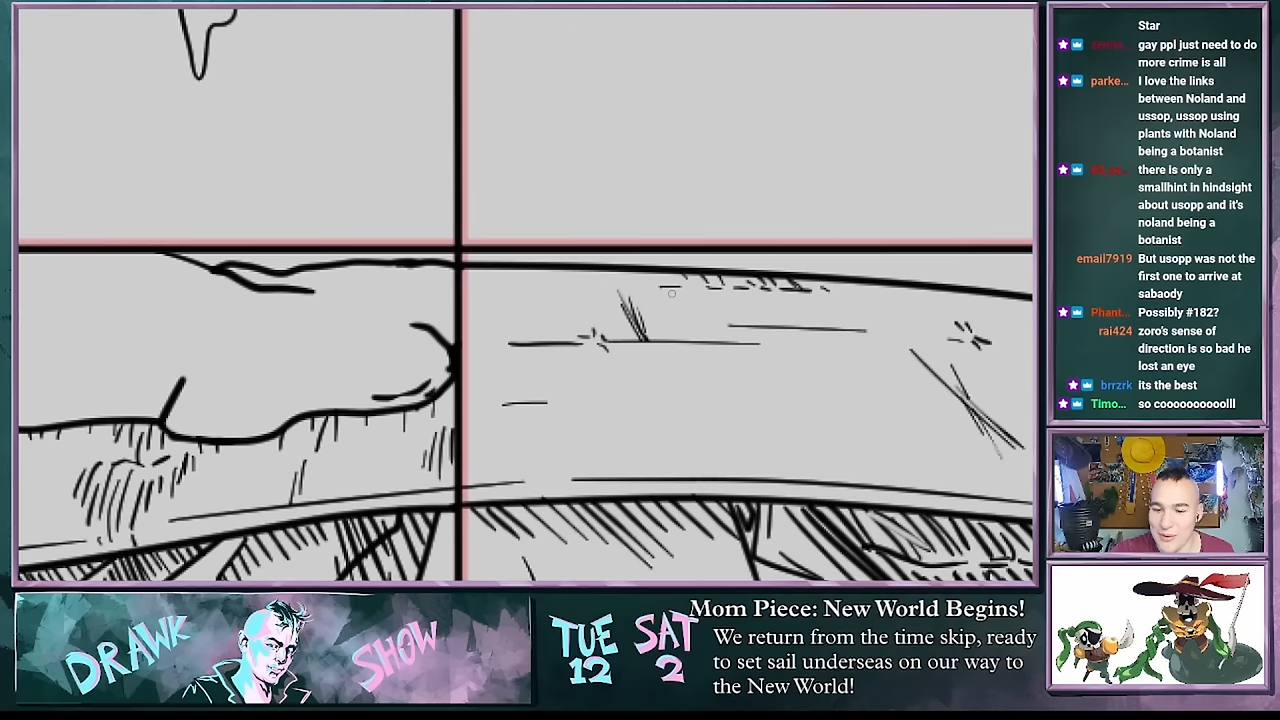 Star
gay ppl just need to do
more crime is all
parke... I love the links
between Noland and
ussop, ussop using
plants with Noland
being a botanist
there is only a
smallhint in hindsight
about usopp and it's
noland being a
botanist
email7919 But usopp was not the
first one to arrive at
sabaody
Phant... Possibly #182?
rai424 zoro's sense of
direction is so bad he
lost an eye
brrzrk its the best
TImo... so coooooooooolll
DRAWK SHOW
TUE SAT
12 2
Mom Piece: New World Begins!
We return from the time skip, ready
to set sail underseas on our way to
the New World!